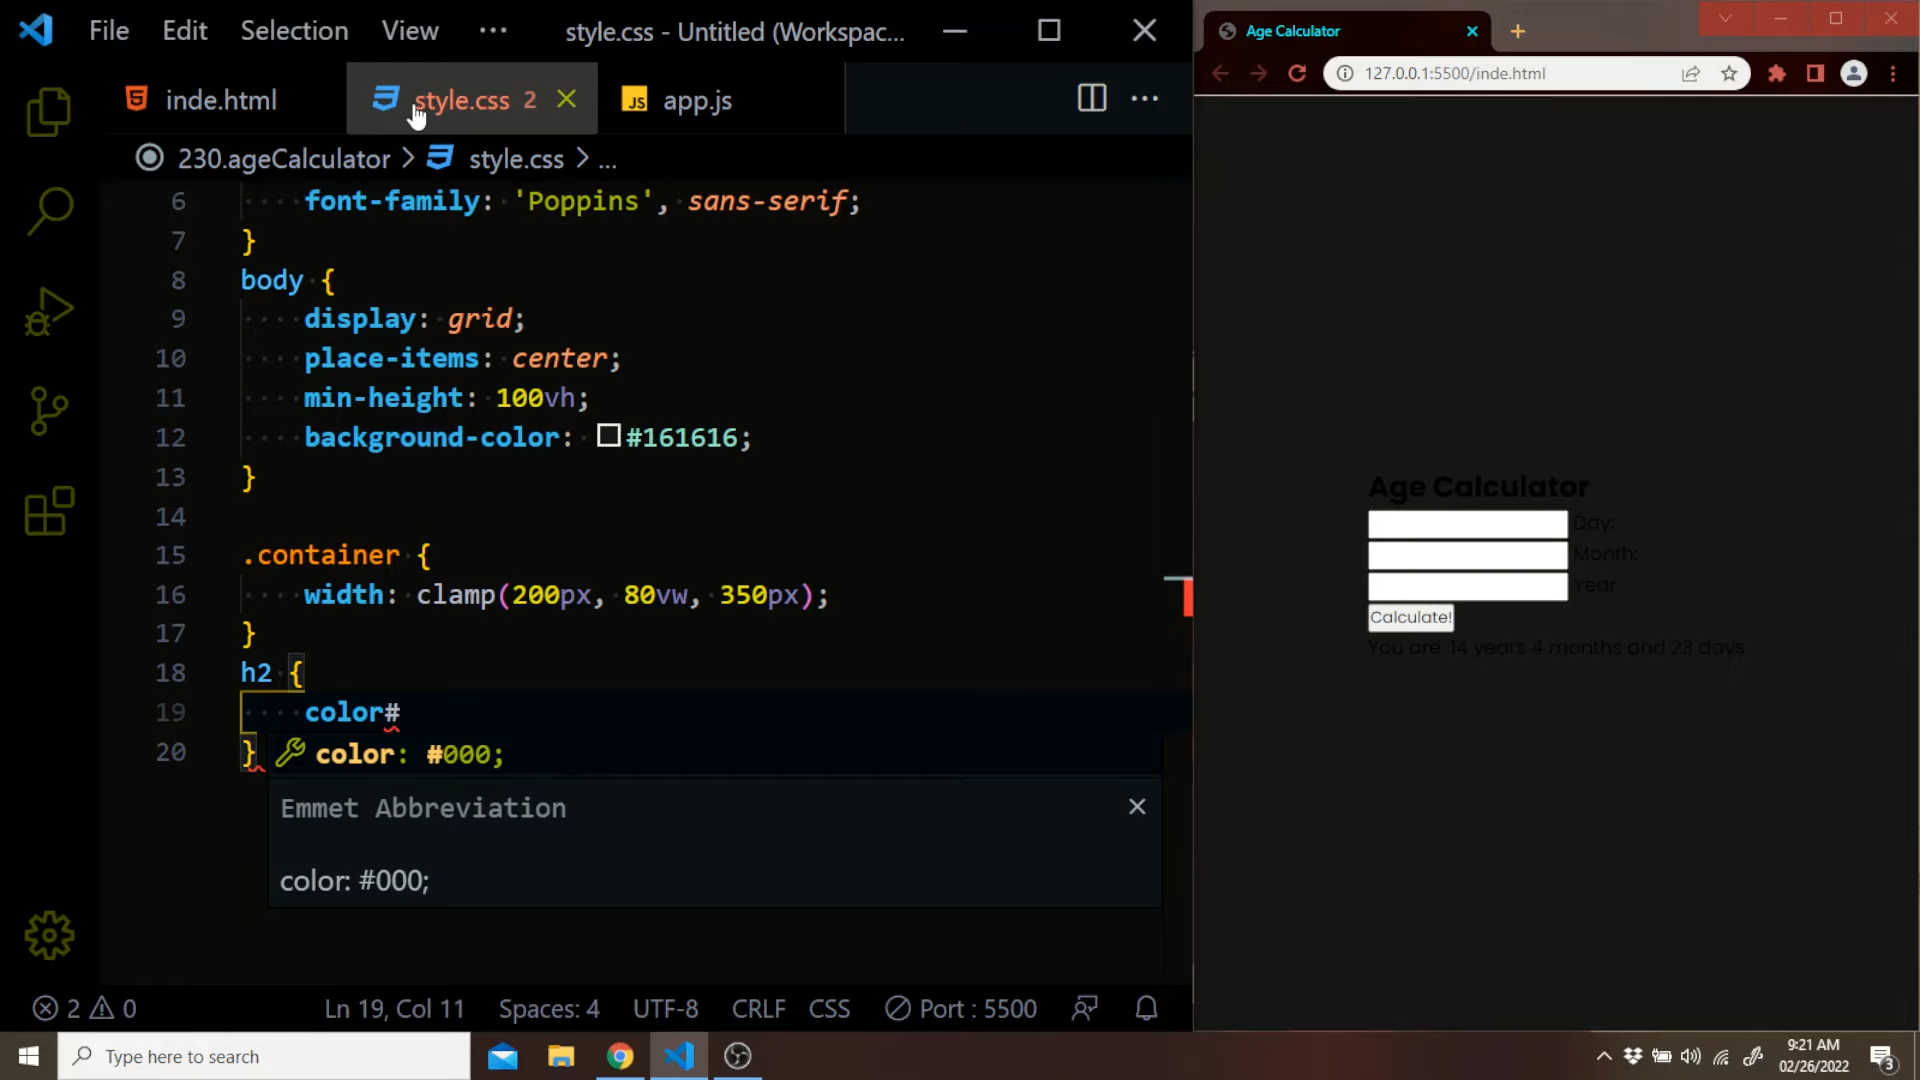 File Edit Selection View ··· style.css - Untitled (Workspac...
inde.html style.css 2 JS app.js ···
230.ageCalculator > style.css > ...
6 font-family: 'Poppins', sans-serif;
7 }
8 body {
9 display: grid;
10 place-items: center;
11 min-height: 100vh;
12 background-color: #161616;
13 }
14
15 .container {
16 width: clamp(200px, 80vw, 350px);
17 }
18 h2 {
19 color#
20 }
color: #000;
Emmet Abbreviation
color: #000;
2 0 Ln 19, Col 11 Spaces: 4 UTF-8 CRLF CSS Port : 5500
Age Calculator
127.0.0.1:5500/inde.html
Age Calculator
Day:
Month:
Year
Calculate!
You are 14 years 4 months and 23 days
Type here to search
9:21 AM
02/26/2022
3